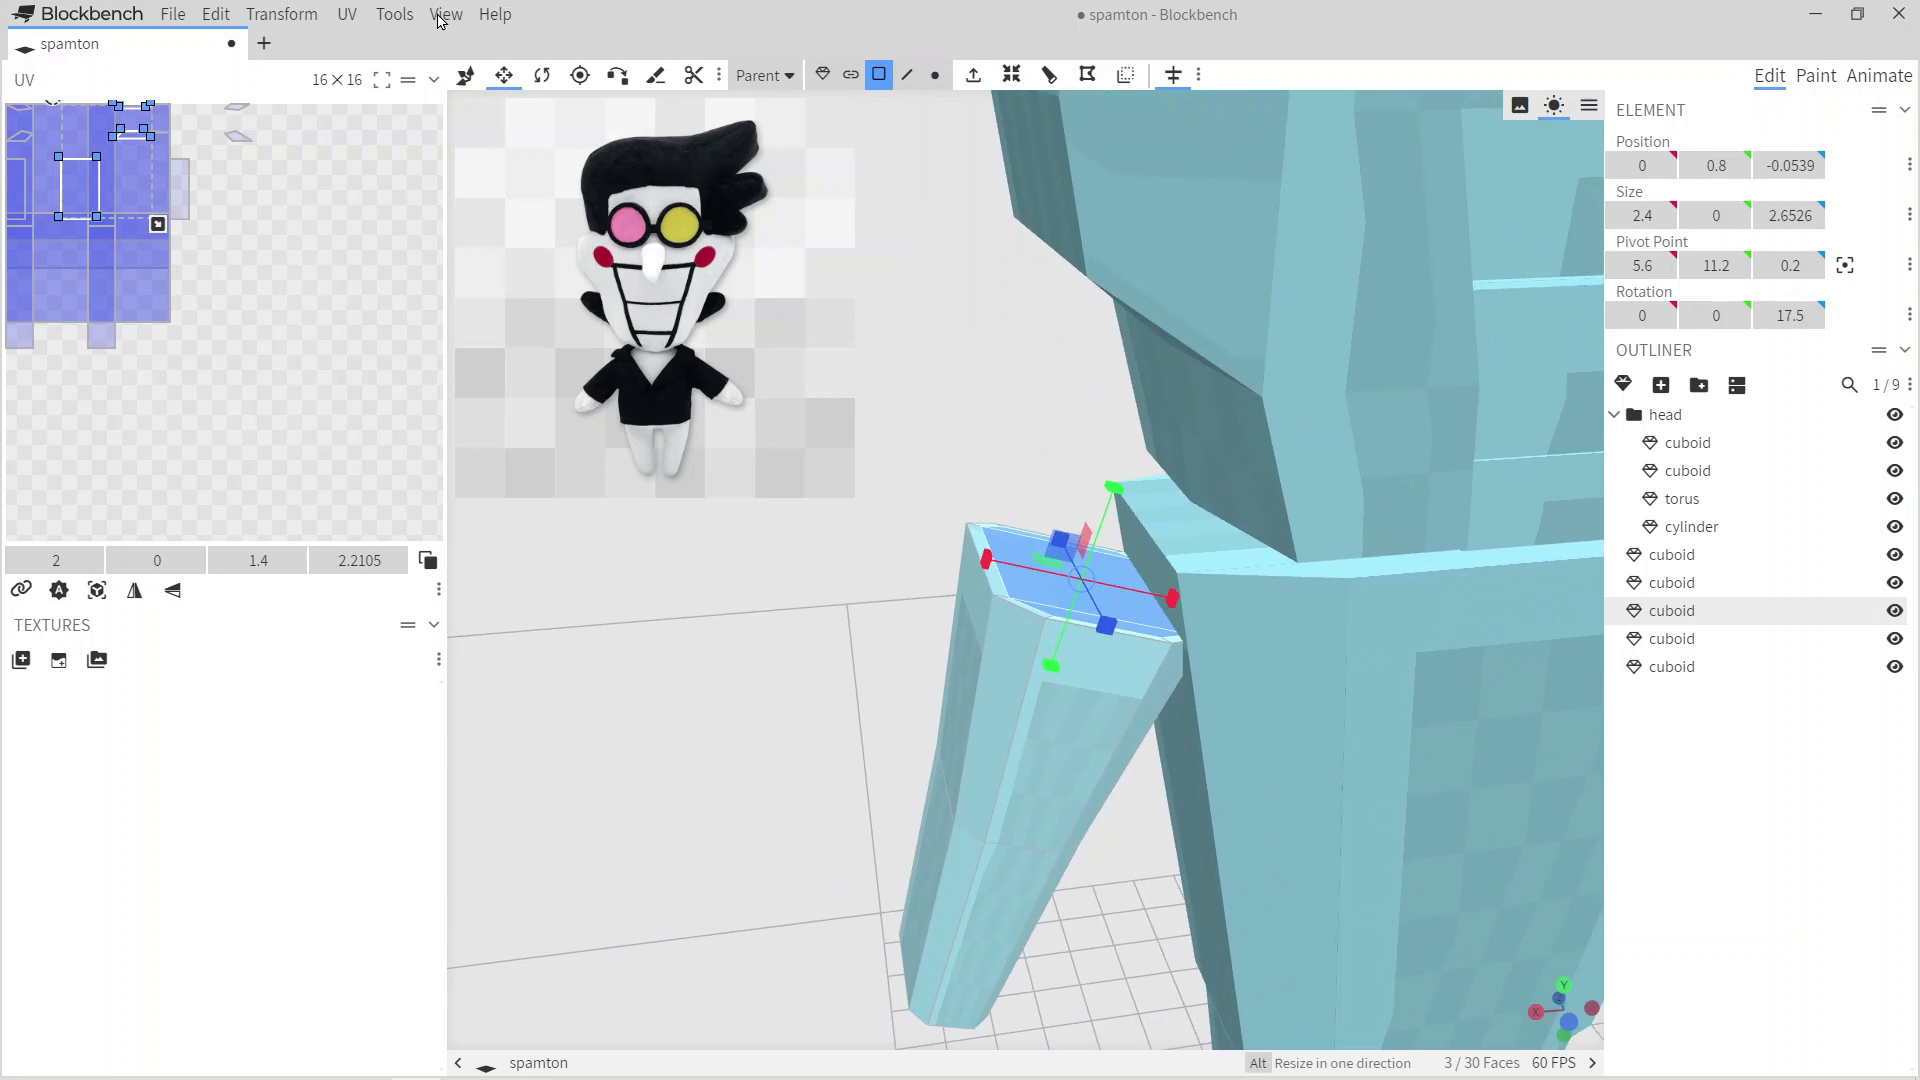 Blockbench File Edit Transform UV Tools View Help
● spamton - Blockbench
spamton
UV
16×16
Parent
Edit Paint Animate
ELEMENT
Position
0 0.8 -0.0539
Size
2.4 0 2.6526
Pivot Point
5.6 11.2 0.2
Rotation
0 0 17.5
OUTLINER
1 / 9
head
cuboid
cuboid
torus
cylinder
cuboid
cuboid
cuboid
cuboid
cuboid
2 0 1.4 2.2105
TEXTURES
Y
Z
X
spamton
Alt Resize in one direction 3 / 30 Faces 60 FPS